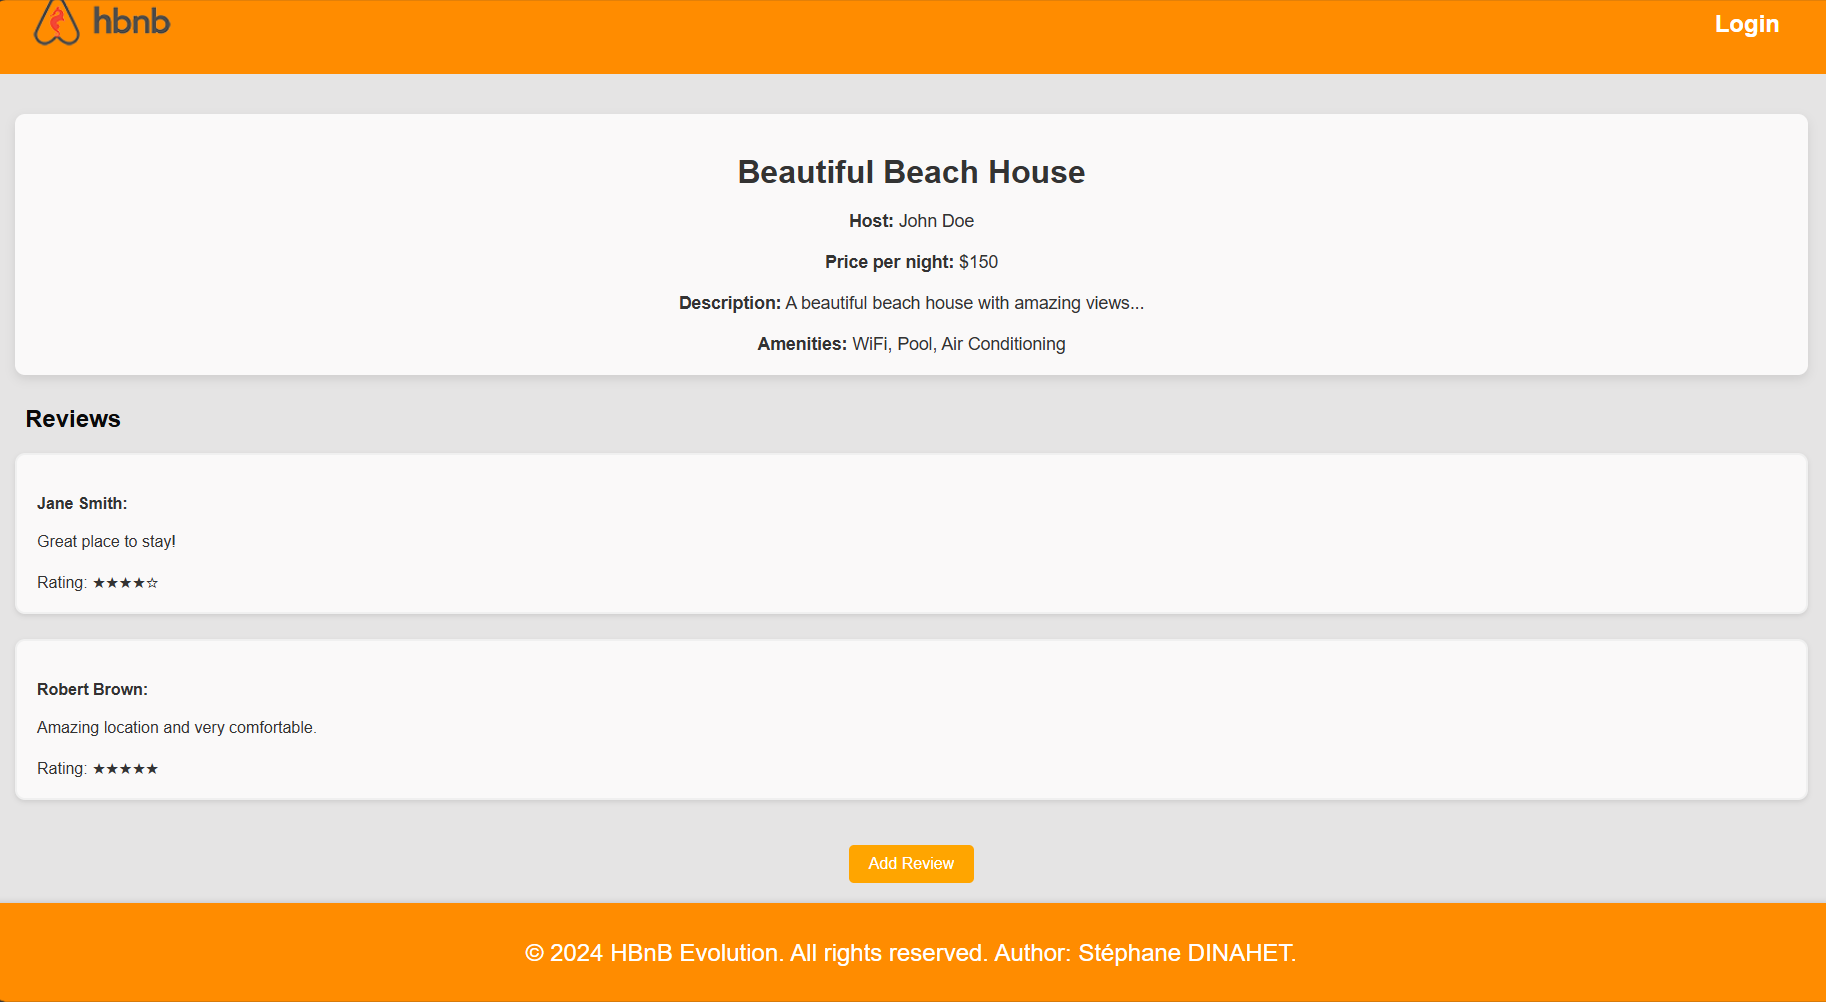 hbnb
Login
Beautiful Beach House
Host: John Doe
Price per night: $150
Description: A beautiful beach house with amazing views...
Amenities: WiFi, Pool, Air Conditioning
Reviews
Jane Smith:
Great place to stay!
Rating: ★★★★☆
Robert Brown:
Amazing location and very comfortable.
Rating: ★★★★★
Add Review
© 2024 HBnB Evolution. All rights reserved. Author: Stéphane DINAHET.